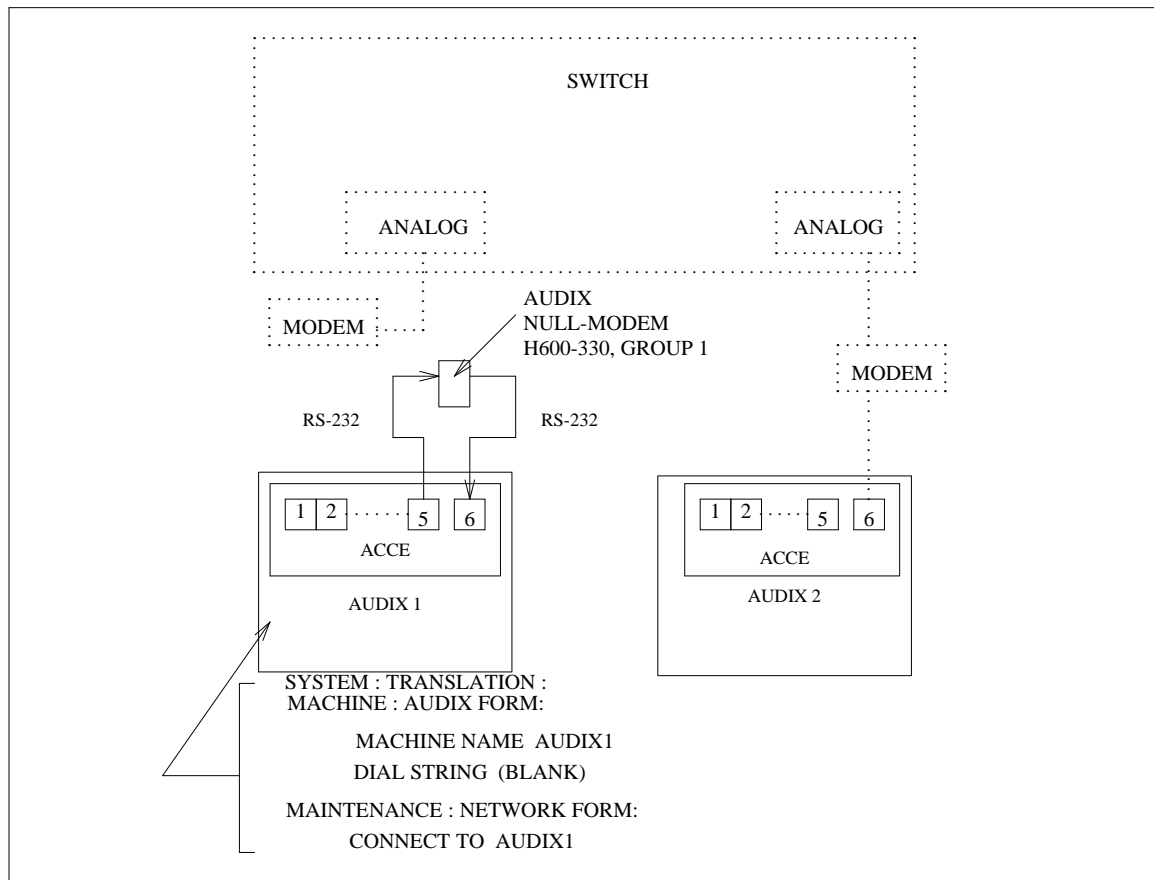 SWITCH
ANALOG
ANALOG
AUDIX
NULL-MODEM
H600-330, GROUP 1
MODEM
MODEM
RS-232
RS-232
1 2 5 6
ACCE
AUDIX 1
1 2 5 6
ACCE
AUDIX 2
SYSTEM : TRANSLATION :
MACHINE : AUDIX FORM:
MACHINE NAME AUDIX1
DIAL STRING (BLANK)
MAINTENANCE : NETWORK FORM:
CONNECT TO AUDIX1